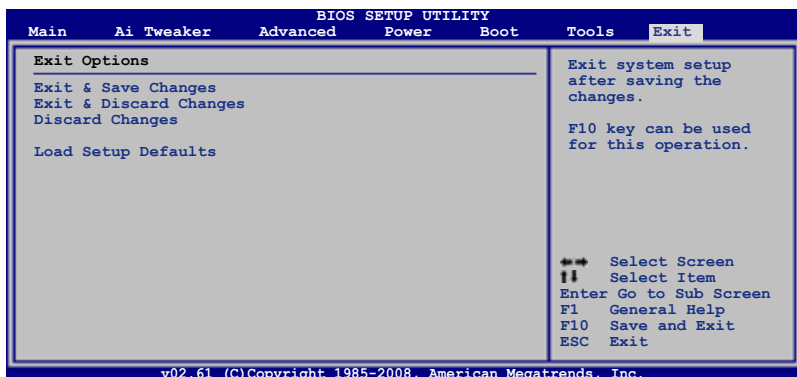 BIOS SETUP UTILITY
Main Ai Tweaker Advanced Power Boot Tools Exit
Exit Options
Exit & Save Changes
Exit & Discard Changes
Discard Changes
Load Setup Defaults
Exit system setup
after saving the
changes.
F10 key can be used
for this operation.
Select Screen
Select Item
Enter Go to Sub Screen
F1 General Help
F10 Save and Exit
ESC Exit
v02.61 (C)Copyright 1985-2008, American Megatrends, Inc.